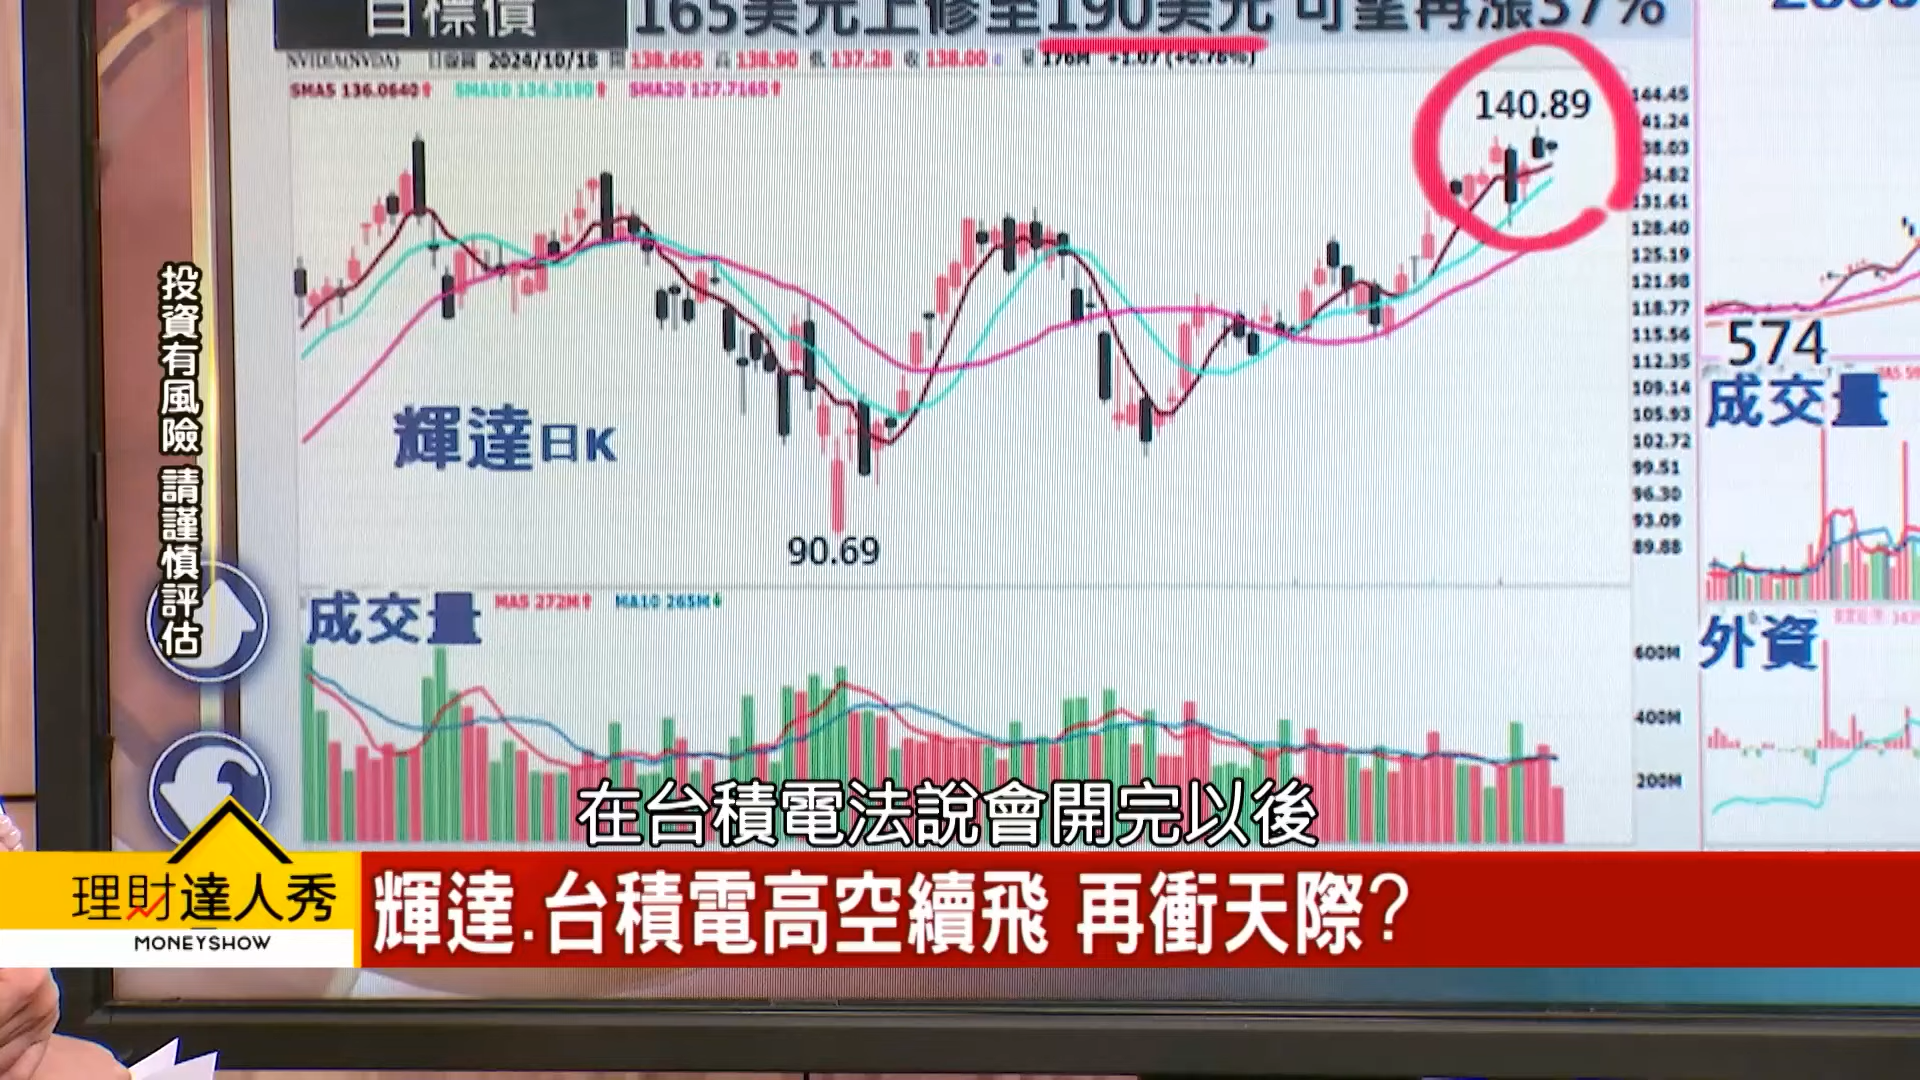 目標價
165美元上修至190美元 可望再漲37%
NVIDIA(NVDA) 日線圖 2024/10/18 開 138.665 高 138.90 低 137.28 收 138.00 量 176M +1.07 (+0.78%)
SMA5 136.0640 SMA10 134.3180 SMA20 127.7165
140.89
144.45
141.24
138.03
134.82
131.61
128.40
125.19
121.98
118.77
115.56
112.35
109.14
105.93
102.72
99.51
96.30
93.09
89.88
輝達日K
90.69
成交量
MA5 272M MA10 265M
600M
400M
200M
574
成交量
外資
投資有風險 請謹慎評估
在台積電法說會開完以後
理財達人秀
MONEYSHOW
輝達.台積電高空續飛 再衝天際?